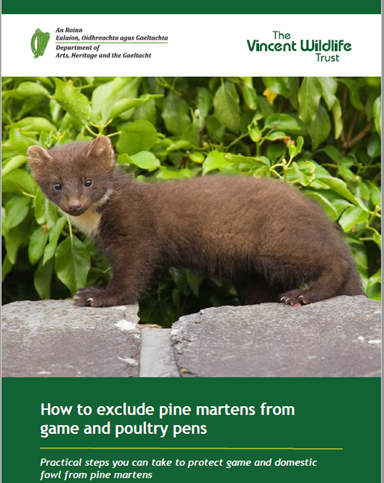 An Roinn
Ealaíon, Oidhreachta agus Gaeltachta
Department of
Arts, Heritage and the Gaeltacht
The
Vincent Wildlife
Trust
How to exclude pine martens from
game and poultry pens
Practical steps you can take to protect game and domestic
fowl from pine martens